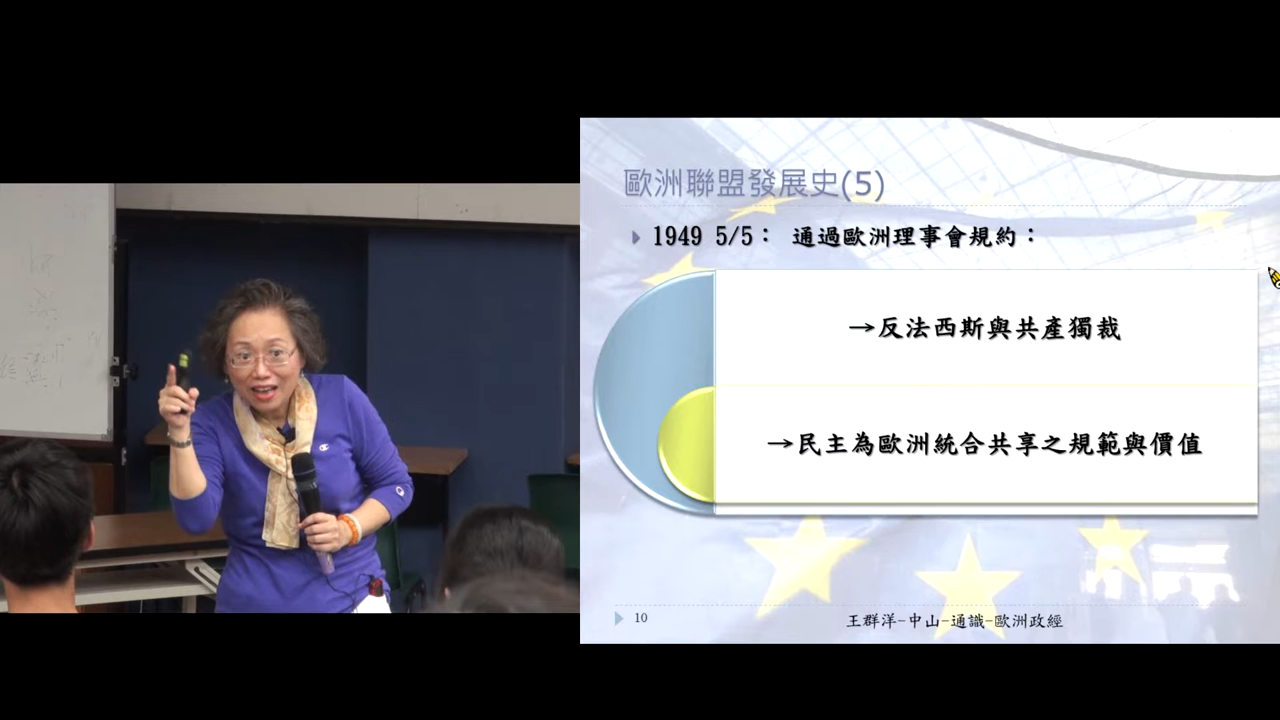 歐洲聯盟發展史(5)
1949 5/5： 通過歐洲理事會規約：
→反法西斯與共產獨裁
→民主為歐洲統合共享之規範與價值
10
王群洋-中山-通識-歐洲政經